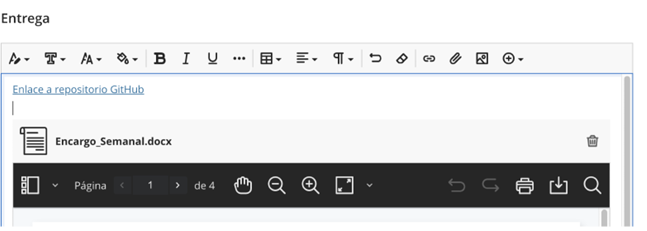 Entrega
B I U
Enlace a repositorio GitHub
Encargo_Semanal.docx
Página 1 de 4